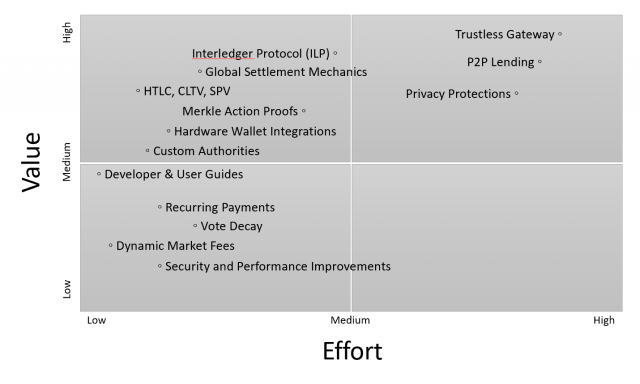 High
Trustless Gateway
Interledger Protocol (ILP)
P2P Lending
Global Settlement Mechanics
HTLC, CLTV, SPV
Privacy Protections
Merkle Action Proofs
Hardware Wallet Integrations
Custom Authorities
Value
Medium
Developer & User Guides
Recurring Payments
Vote Decay
Dynamic Market Fees
Security and Performance Improvements
Low
Low
Medium
High
Effort